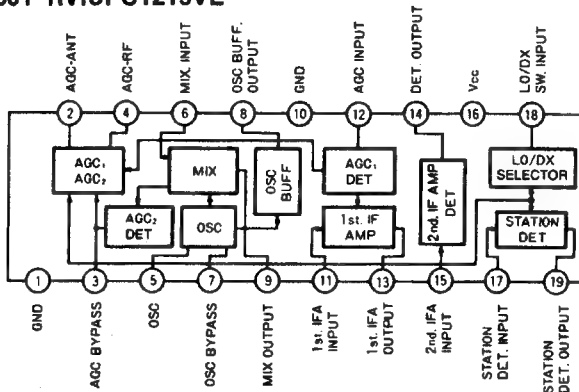 AGC-ANT
AGC-RF
MIX. INPUT
OSC BUFF.
OUTPUT
GND
AGC INPUT
DET. OUTPUT
Vcc
LO/DX
SW. INPUT
2
4
6
8
10
12
14
16
18
AGC₁
AGC₂
MIX
OSC
BUFF
AGC₁
DET
2nd. IF AMP
DET
LO/DX
SELECTOR
AGC₂
DET
OSC
1st. IF
AMP
STATION
DET
1
3
5
7
9
11
13
15
17
19
GND
AGC BYPASS
OSC
OSC BYPASS
MIX OUTPUT
1st. IFA
INPUT
1st. IFA
OUTPUT
2nd. IFA
INPUT
STATION
DET. INPUT
STATION
DET. OUTPUT